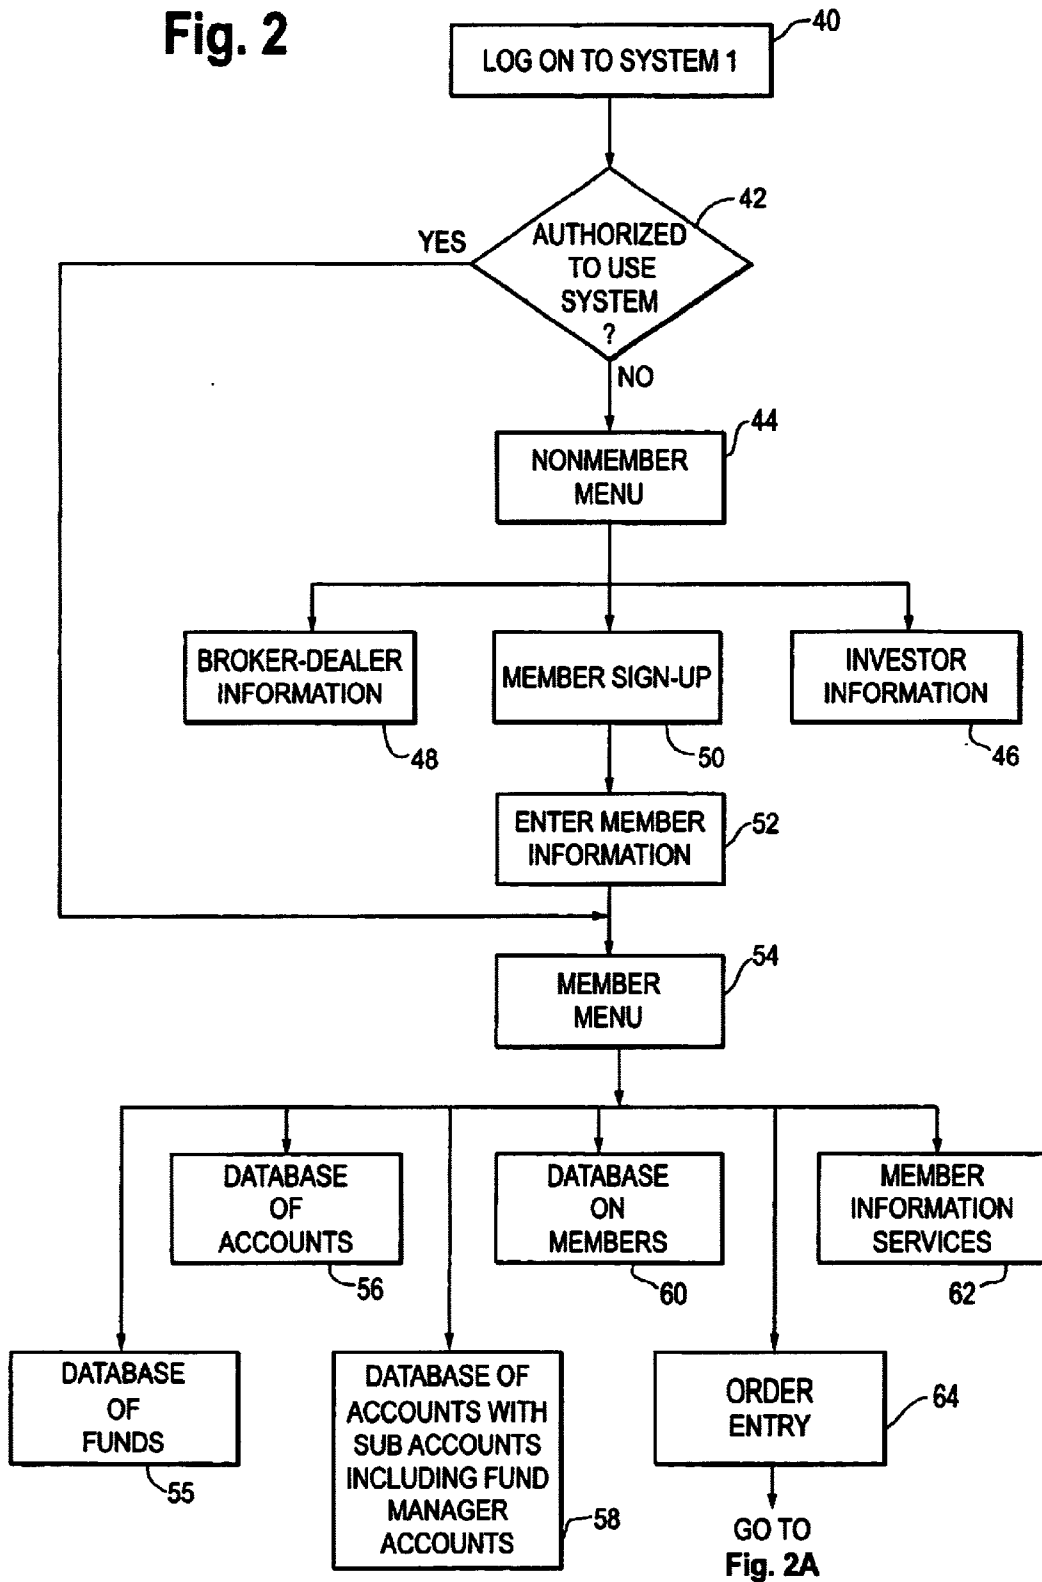 Fig. 2
LOG ON TO SYSTEM 1
40
AUTHORIZED
TO USE
SYSTEM
?
42
YES
NO
NONMEMBER
MENU
44
BROKER-DEALER
INFORMATION
48
MEMBER SIGN-UP
50
INVESTOR
INFORMATION
46
ENTER MEMBER
INFORMATION
52
MEMBER
MENU
54
DATABASE
OF
ACCOUNTS
56
DATABASE
ON
MEMBERS
60
MEMBER
INFORMATION
SERVICES
62
DATABASE
OF
FUNDS
55
DATABASE OF
ACCOUNTS WITH
SUB ACCOUNTS
INCLUDING FUND
MANAGER
ACCOUNTS
58
ORDER
ENTRY
64
GO TO
Fig. 2A